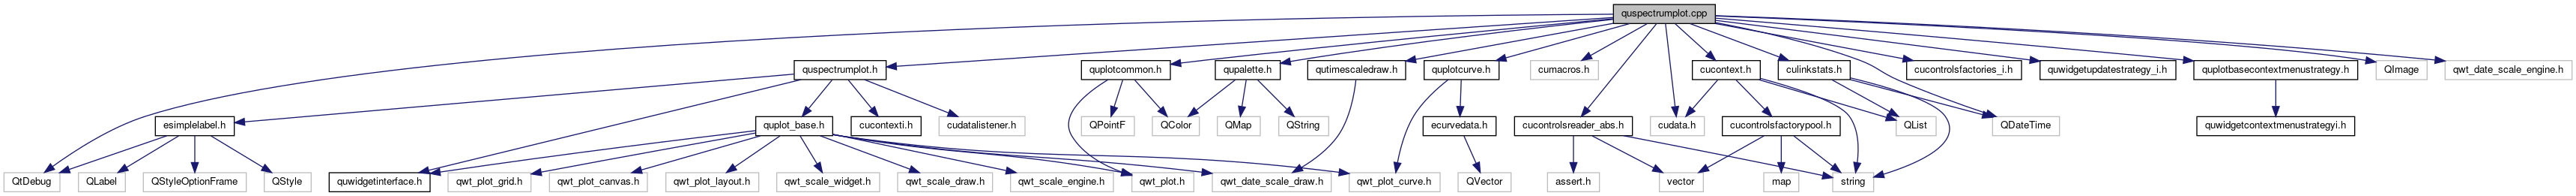 quspectrumplot.cpp
quspectrumplot.h
quplotcommon.h
qupalette.h
qutimescaledraw.h
quplotcurve.h
cumacros.h
cucontext.h
culinkstats.h
cucontrolsfactories_i.h
quwidgetupdatestrategy_i.h
quplotbasecontextmenustrategy.h
QImage
qwt_date_scale_engine.h
esimplelabel.h
quplot_base.h
cucontexti.h
cudatalistener.h
QPointF
QColor
QMap
QString
ecurvedata.h
cucontrolsreader_abs.h
cudata.h
cucontrolsfactorypool.h
QList
QDateTime
quwidgetcontextmenustrategyi.h
QtDebug
QLabel
QStyleOptionFrame
QStyle
quwidgetinterface.h
qwt_plot_grid.h
qwt_plot_canvas.h
qwt_plot_layout.h
qwt_scale_widget.h
qwt_scale_draw.h
qwt_scale_engine.h
qwt_plot.h
qwt_date_scale_draw.h
qwt_plot_curve.h
QVector
assert.h
vector
map
string